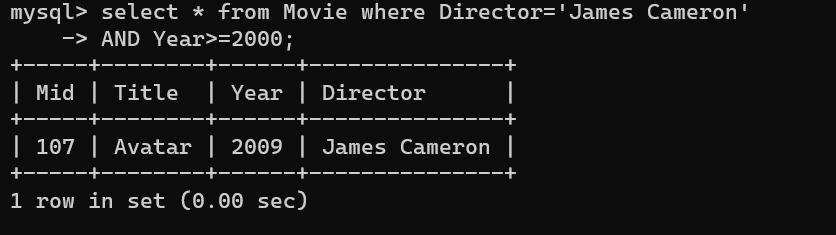 mysql> select * from Movie where Director='James Cameron'
    -> AND Year>=2000;
+-----+--------+------+---------------+
| Mid | Title  | Year | Director      |
+-----+--------+------+---------------+
| 107 | Avatar | 2009 | James Cameron |
+-----+--------+------+---------------+
1 row in set (0.00 sec)